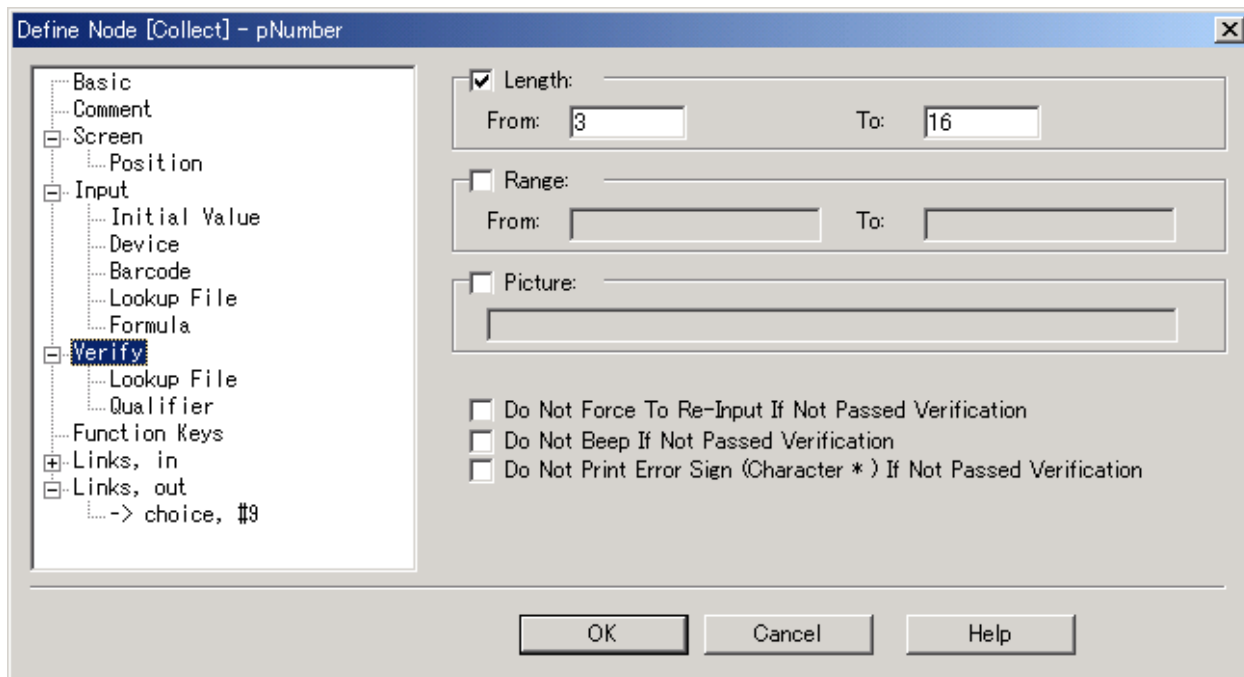 Define Node [Collect] - pNumber
Basic
Comment
Screen
Position
Input
Initial Value
Device
Barcode
Lookup File
Formula
Verify
Lookup File
Qualifier
Function Keys
Links, in
Links, out
-> choice, #9
Length:
From: 3 To: 16
Range:
From: To:
Picture:
Do Not Force To Re-Input If Not Passed Verification
Do Not Beep If Not Passed Verification
Do Not Print Error Sign (Character * ) If Not Passed Verification
OK Cancel Help